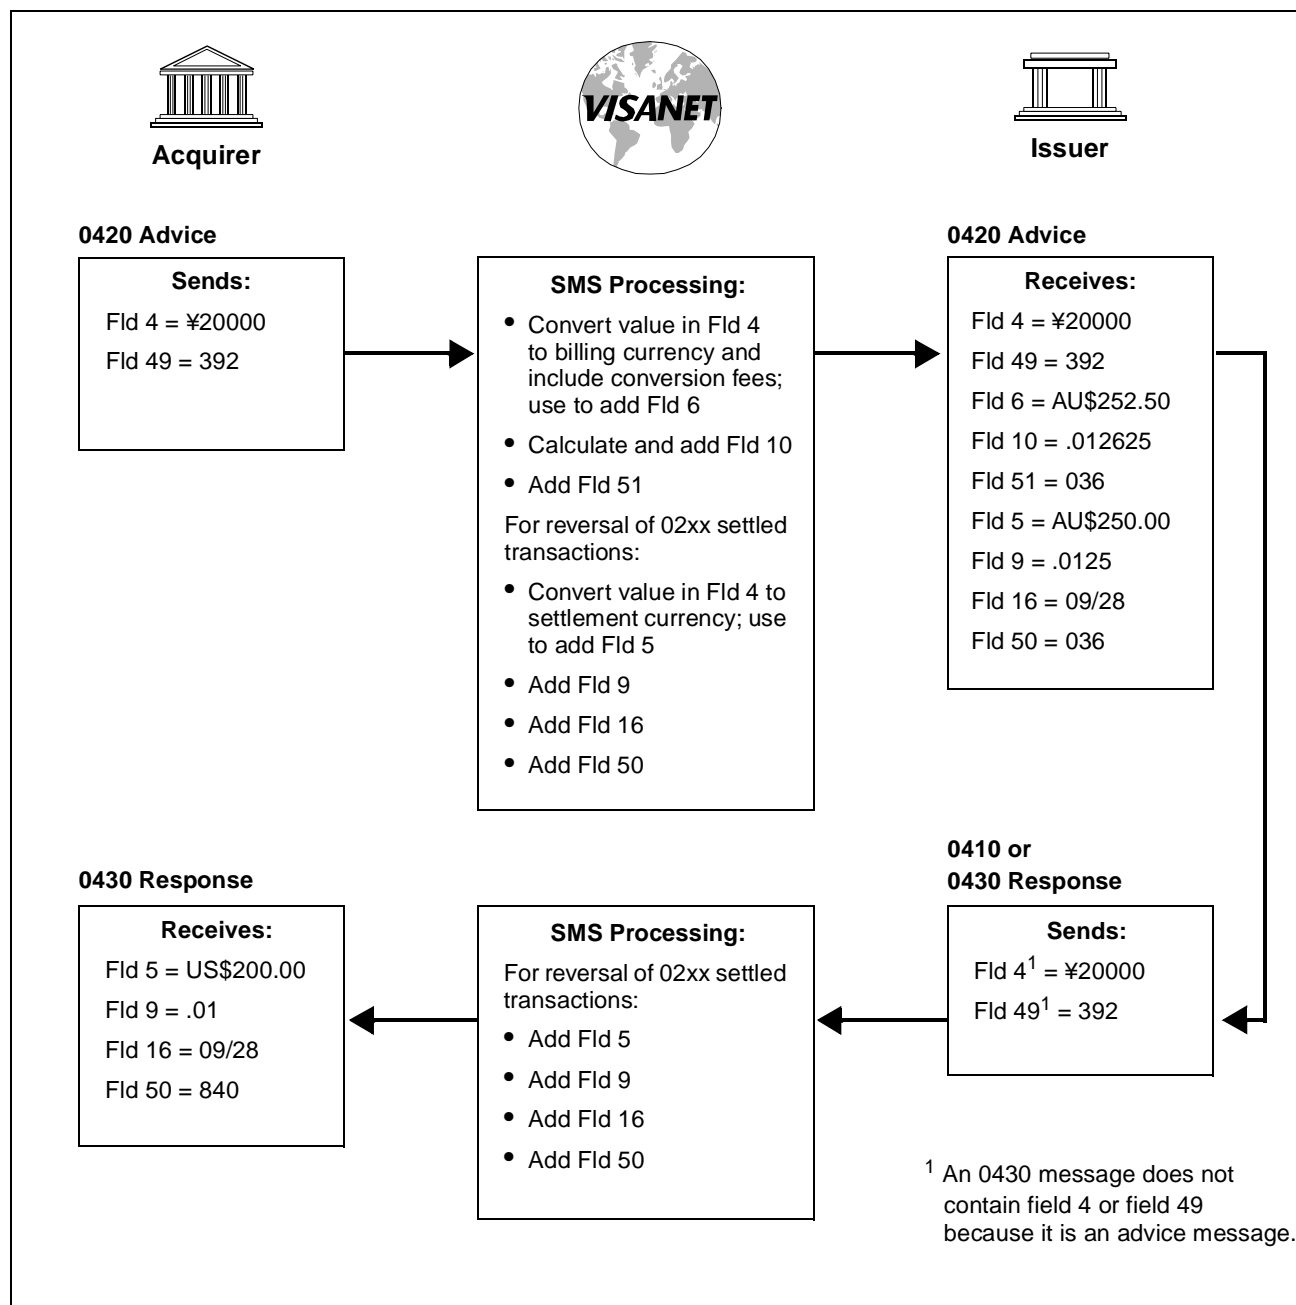 VISANET
Acquirer
Issuer
0420 Advice
Sends:
Fld 4 = ¥20000
Fld 49 = 392
SMS Processing:
• Convert value in Fld 4
to billing currency and
include conversion fees;
use to add Fld 6
• Calculate and add Fld 10
• Add Fld 51
For reversal of 02xx settled
transactions:
• Convert value in Fld 4 to
settlement currency; use
to add Fld 5
• Add Fld 9
• Add Fld 16
• Add Fld 50
0420 Advice
Receives:
Fld 4 = ¥20000
Fld 49 = 392
Fld 6 = AU$252.50
Fld 10 = .012625
Fld 51 = 036
Fld 5 = AU$250.00
Fld 9 = .0125
Fld 16 = 09/28
Fld 50 = 036
0410 or
0430 Response
Sends:
Fld 4¹ = ¥20000
Fld 49¹ = 392
SMS Processing:
For reversal of 02xx settled
transactions:
• Add Fld 5
• Add Fld 9
• Add Fld 16
• Add Fld 50
0430 Response
Receives:
Fld 5 = US$200.00
Fld 9 = .01
Fld 16 = 09/28
Fld 50 = 840
¹ An 0430 message does not
contain field 4 or field 49
because it is an advice message.